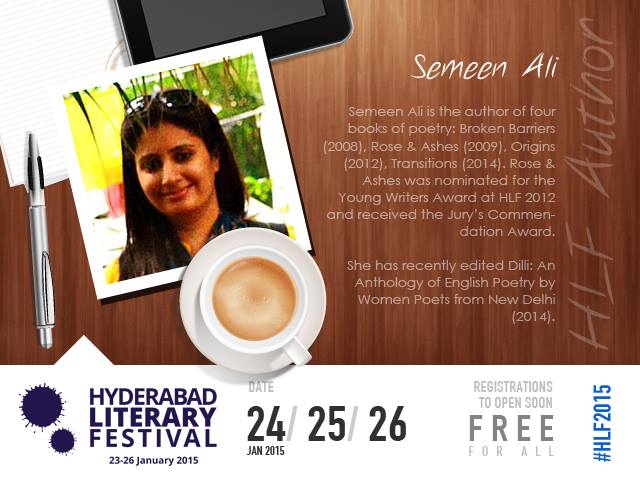 Semeen Ali
HLF Author
Semeen Ali is the author of four
books of poetry: Broken Barriers
(2008), Rose & Ashes (2009), Origins
(2012), Transitions (2014). Rose &
Ashes was nominated for the
Young Writers Award at HLF 2012
and received the Jury's Commen-
dation Award.
She has recently edited Dilli: An
Anthology of English Poetry by
Women Poets from New Delhi
(2014).
HYDERABAD
LITERARY
FESTIVAL
23-26 January 2015
DATE
24/ 25/ 26
JAN 2015
REGISTRATIONS
TO OPEN SOON
FREE
FOR ALL
#HLF2015